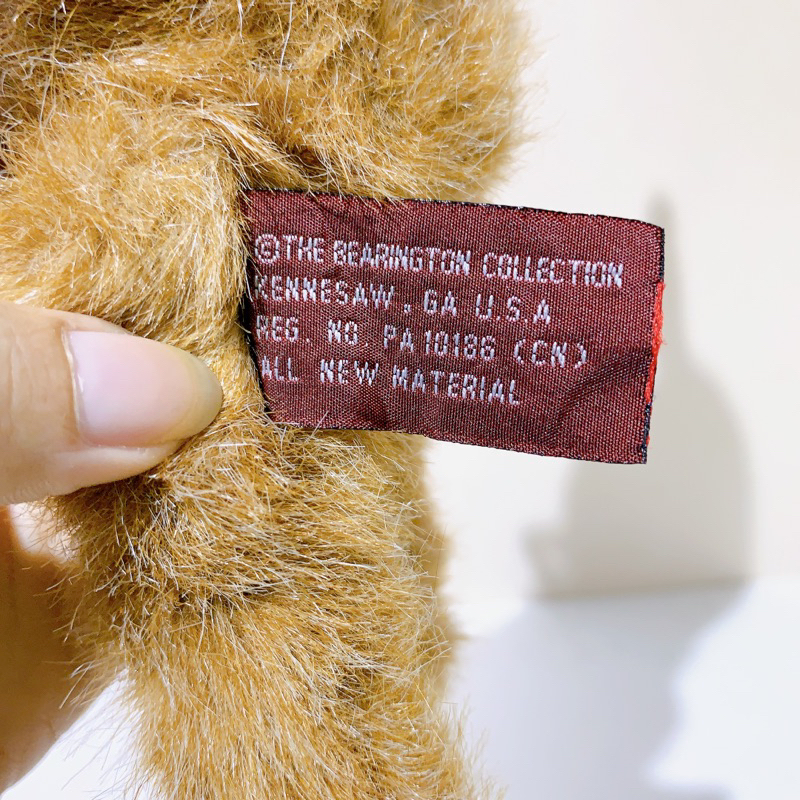 ©THE BEARINGTON COLLECTION
KENNESAW, GA U.S.A
REG. NO. PA 10186 (CN)
ALL NEW MATERIAL